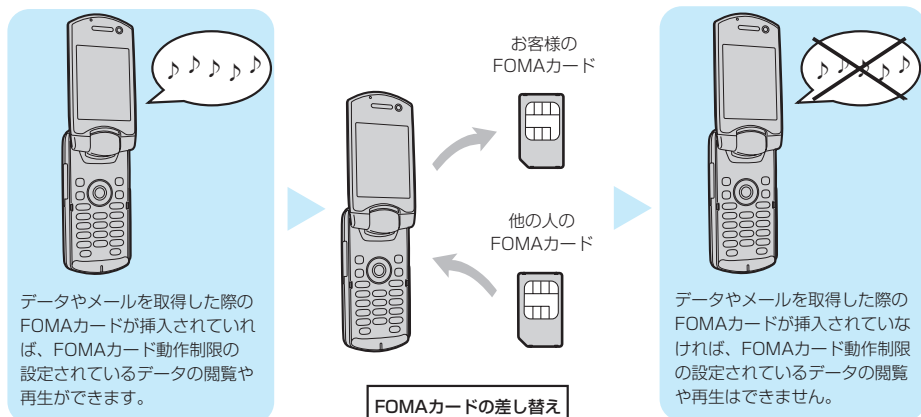 データやメールを取得した際の
FOMAカードが挿入されていれ
ば、FOMAカード動作制限の
設定されているデータの閲覧や
再生ができます。
お客様の
FOMAカード
他の人の
FOMAカード
FOMAカードの差し替え
データやメールを取得した際の
FOMAカードが挿入されていな
ければ、FOMAカード動作制限
の設定されているデータの閲覧
や再生はできません。